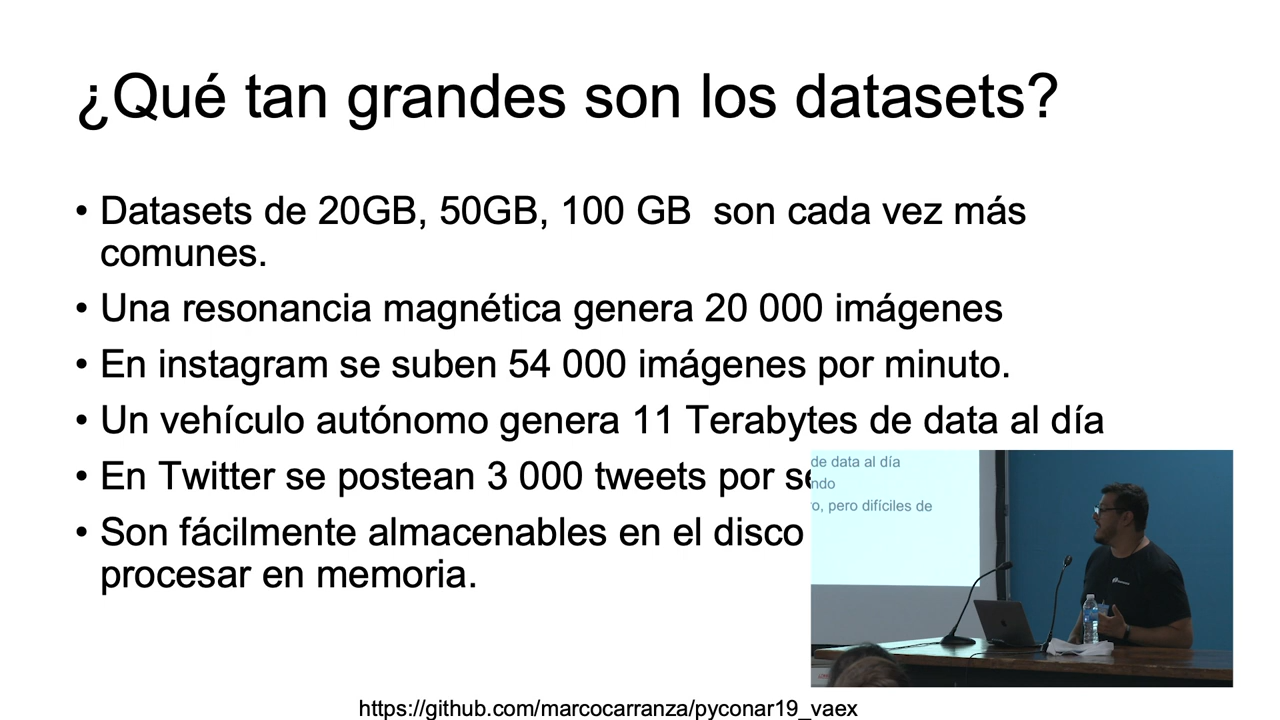 ¿Qué tan grandes son los datasets?
• Datasets de 20GB, 50GB, 100 GB son cada vez más
comunes.
• Una resonancia magnética genera 20 000 imágenes
• En instagram se suben 54 000 imágenes por minuto.
• Un vehículo autónomo genera 11 Terabytes de data al día
• En Twitter se postean 3 000 tweets por se
• Son fácilmente almacenables en el disco
procesar en memoria.
de data al día
ndo
o, pero difíciles de
https://github.com/marcocarranza/pyconar19_vaex